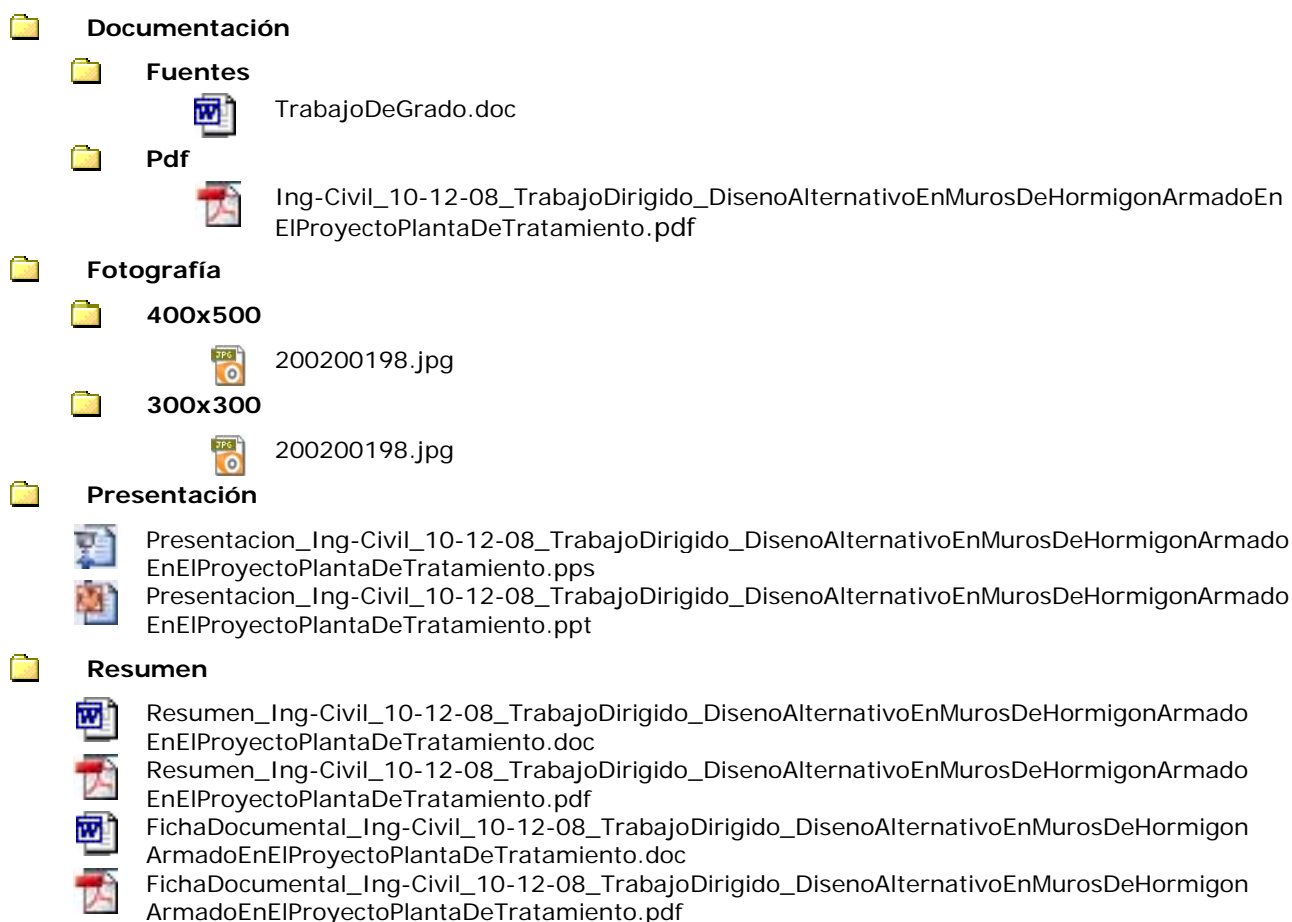 Documentación
Fuentes
TrabajoDeGrado.doc
Pdf
Ing-Civil_10-12-08_TrabajoDirigido_DisenoAlternativoEnMurosDeHormigonArmadoEn
ElProyectoPlantaDeTratamiento.pdf
Fotografía
400x500
200200198.jpg
300x300
200200198.jpg
Presentación
Presentacion_Ing-Civil_10-12-08_TrabajoDirigido_DisenoAlternativoEnMurosDeHormigonArmado
EnElProyectoPlantaDeTratamiento.pps
Presentacion_Ing-Civil_10-12-08_TrabajoDirigido_DisenoAlternativoEnMurosDeHormigonArmado
EnElProyectoPlantaDeTratamiento.ppt
Resumen
Resumen_Ing-Civil_10-12-08_TrabajoDirigido_DisenoAlternativoEnMurosDeHormigonArmado
EnElProyectoPlantaDeTratamiento.doc
Resumen_Ing-Civil_10-12-08_TrabajoDirigido_DisenoAlternativoEnMurosDeHormigonArmado
EnElProyectoPlantaDeTratamiento.pdf
FichaDocumental_Ing-Civil_10-12-08_TrabajoDirigido_DisenoAlternativoEnMurosDeHormigon
ArmadoEnElProyectoPlantaDeTratamiento.doc
FichaDocumental_Ing-Civil_10-12-08_TrabajoDirigido_DisenoAlternativoEnMurosDeHormigon
ArmadoEnElProyectoPlantaDeTratamiento.pdf